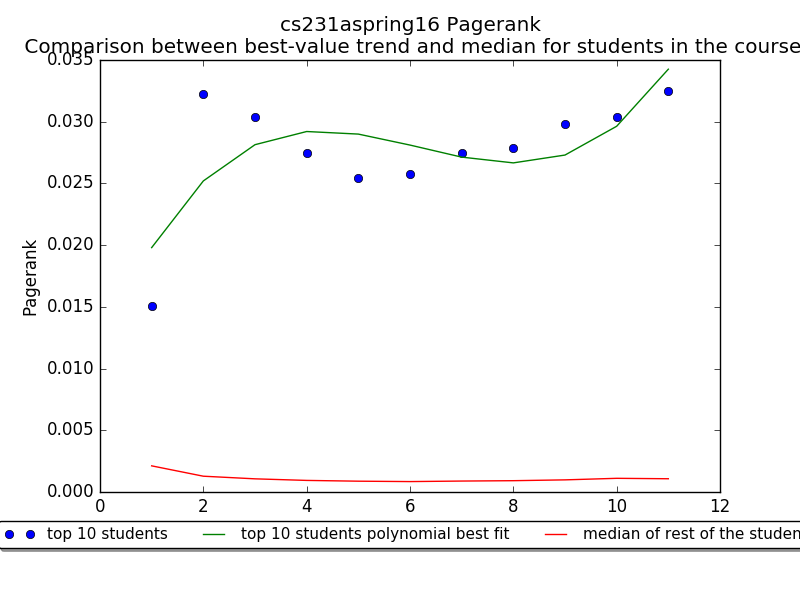 cs231aspring16 Pagerank
Comparison between best-value trend and median for students in the course
0.035
0.030
0.025
0.020
0.015
0.010
0.005
0.000
Pagerank
0 2 4 6 8 10 12
top 10 students top 10 students polynomial best fit median of rest of the studen